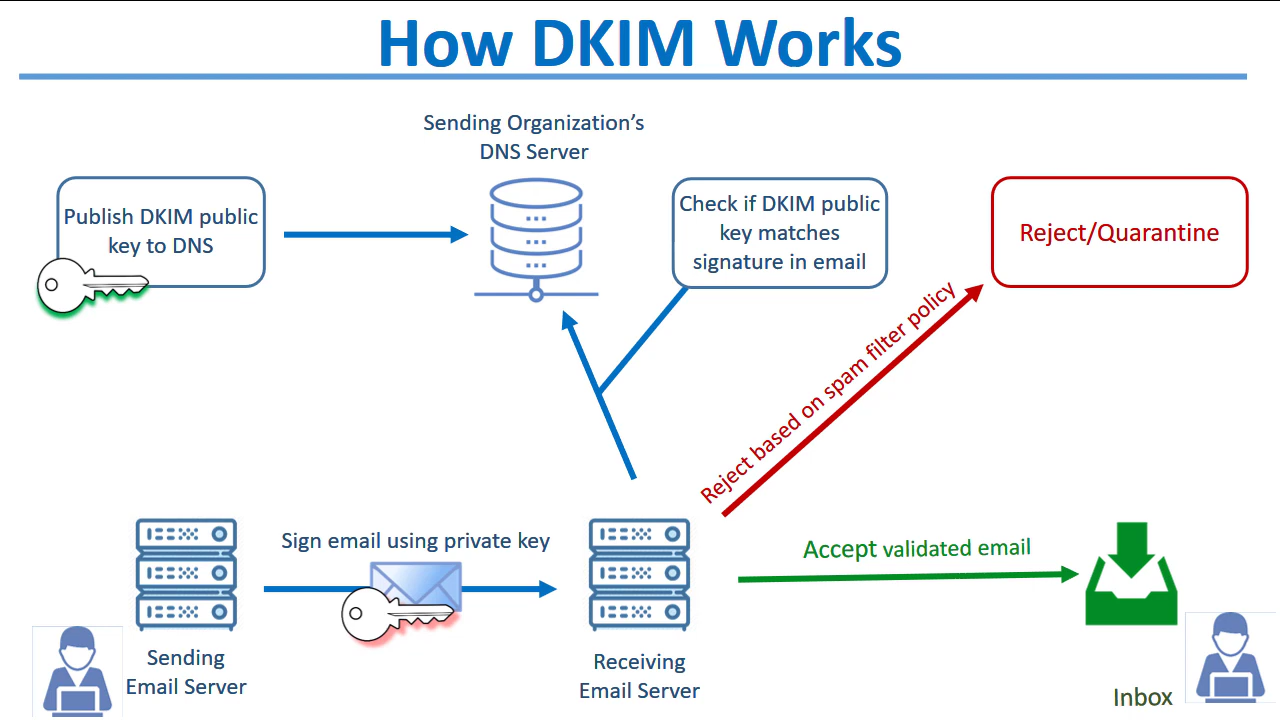 How DKIM Works
Sending Organization's
DNS Server
Publish DKIM public
key to DNS
Check if DKIM public
key matches
signature in email
Reject/Quarantine
Reject based on spam filter policy
Sign email using private key
Accept validated email
Sending
Email Server
Receiving
Email Server
Inbox